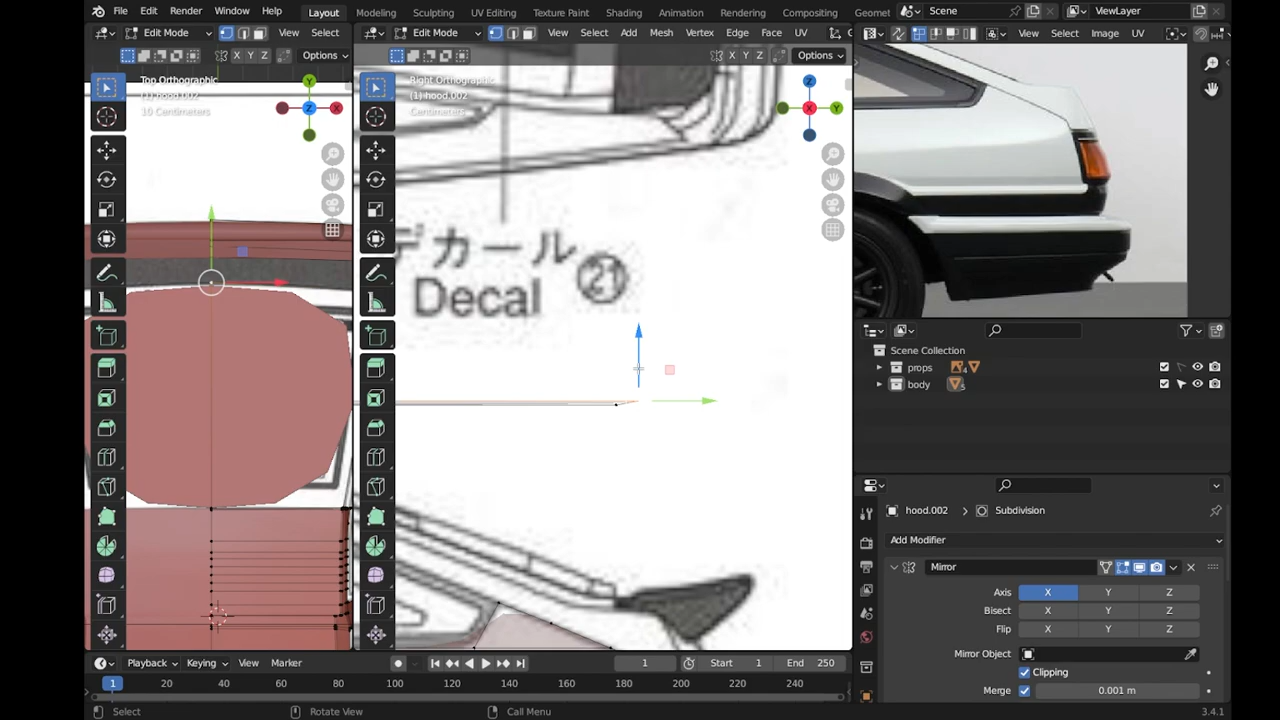 File Edit Render Window Help Layout Modeling Sculpting UV Editing Texture Paint Shading Animation Rendering Compositing Geomet Scene ViewLayer
Edit Mode View Select Edit Mode View Select Add Mesh Vertex Edge Face UV View Select Image UV
X Y Z Options X Y Z Options
Top Orthographic
(1) hood.002
10 Centimeters
Right Orthographic
(1) hood.002
Centimeters
Y
Z
X
Z
X
Y
デカール
Decal 21
Scene Collection
props 4
body 5
hood.002 > Subdivision
Add Modifier
Mirror
Axis X Y Z
Bisect X Y Z
Flip X Y Z
Mirror Object
Clipping
Merge 0.001 m
Playback Keying View Marker 1 Start 1 End 250
1 20 40 60 80 100 120 140 160 180 200 220 240
Select Rotate View Call Menu 3.4.1